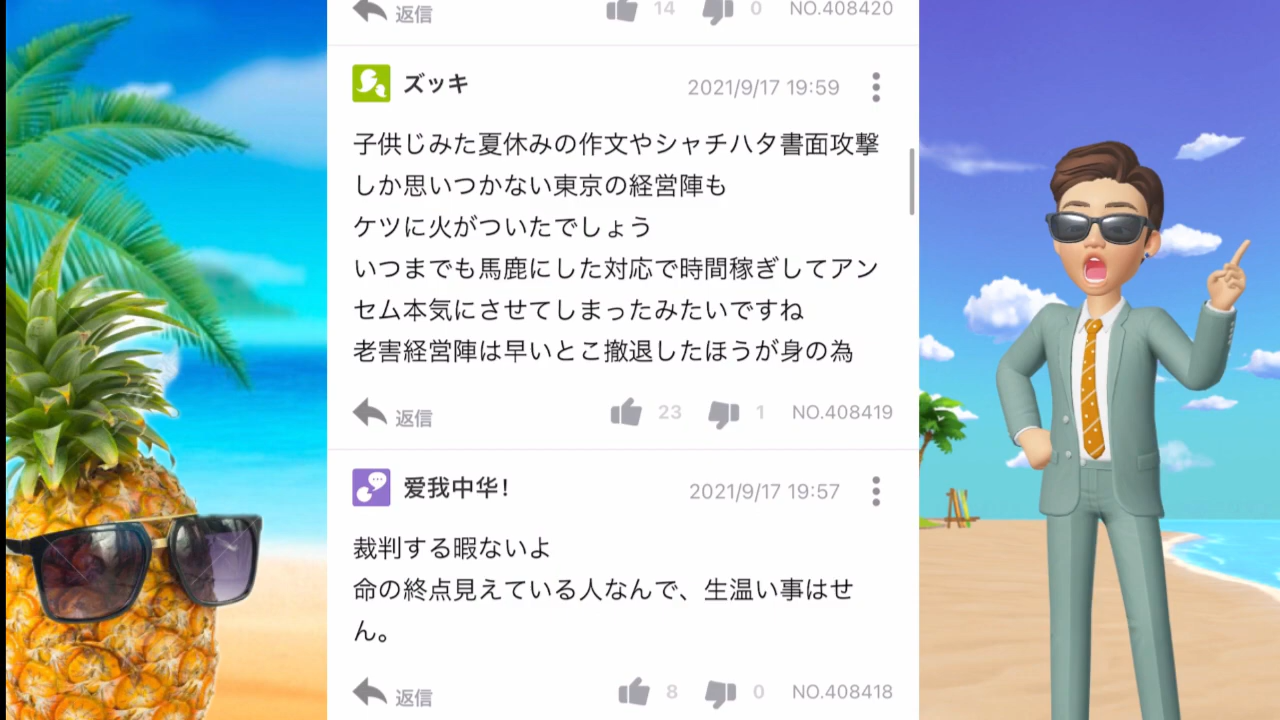 返信 14 0 NO.408420
ズッキ 2021/9/17 19:59
子供じみた夏休みの作文やシャチハタ書面攻撃
しか思いつかない東京の経営陣も
ケツに火がついたでしょう
いつまでも馬鹿にした対応で時間稼ぎしてアン
セム本気にさせてしまったみたいですね
老害経営陣は早いとこ撤退したほうが身の為
返信 23 1 NO.408419
爱我中华! 2021/9/17 19:57
裁判する暇ないよ
命の終点見えている人なんで、生温い事はせ
ん。
返信 8 0 NO.408418